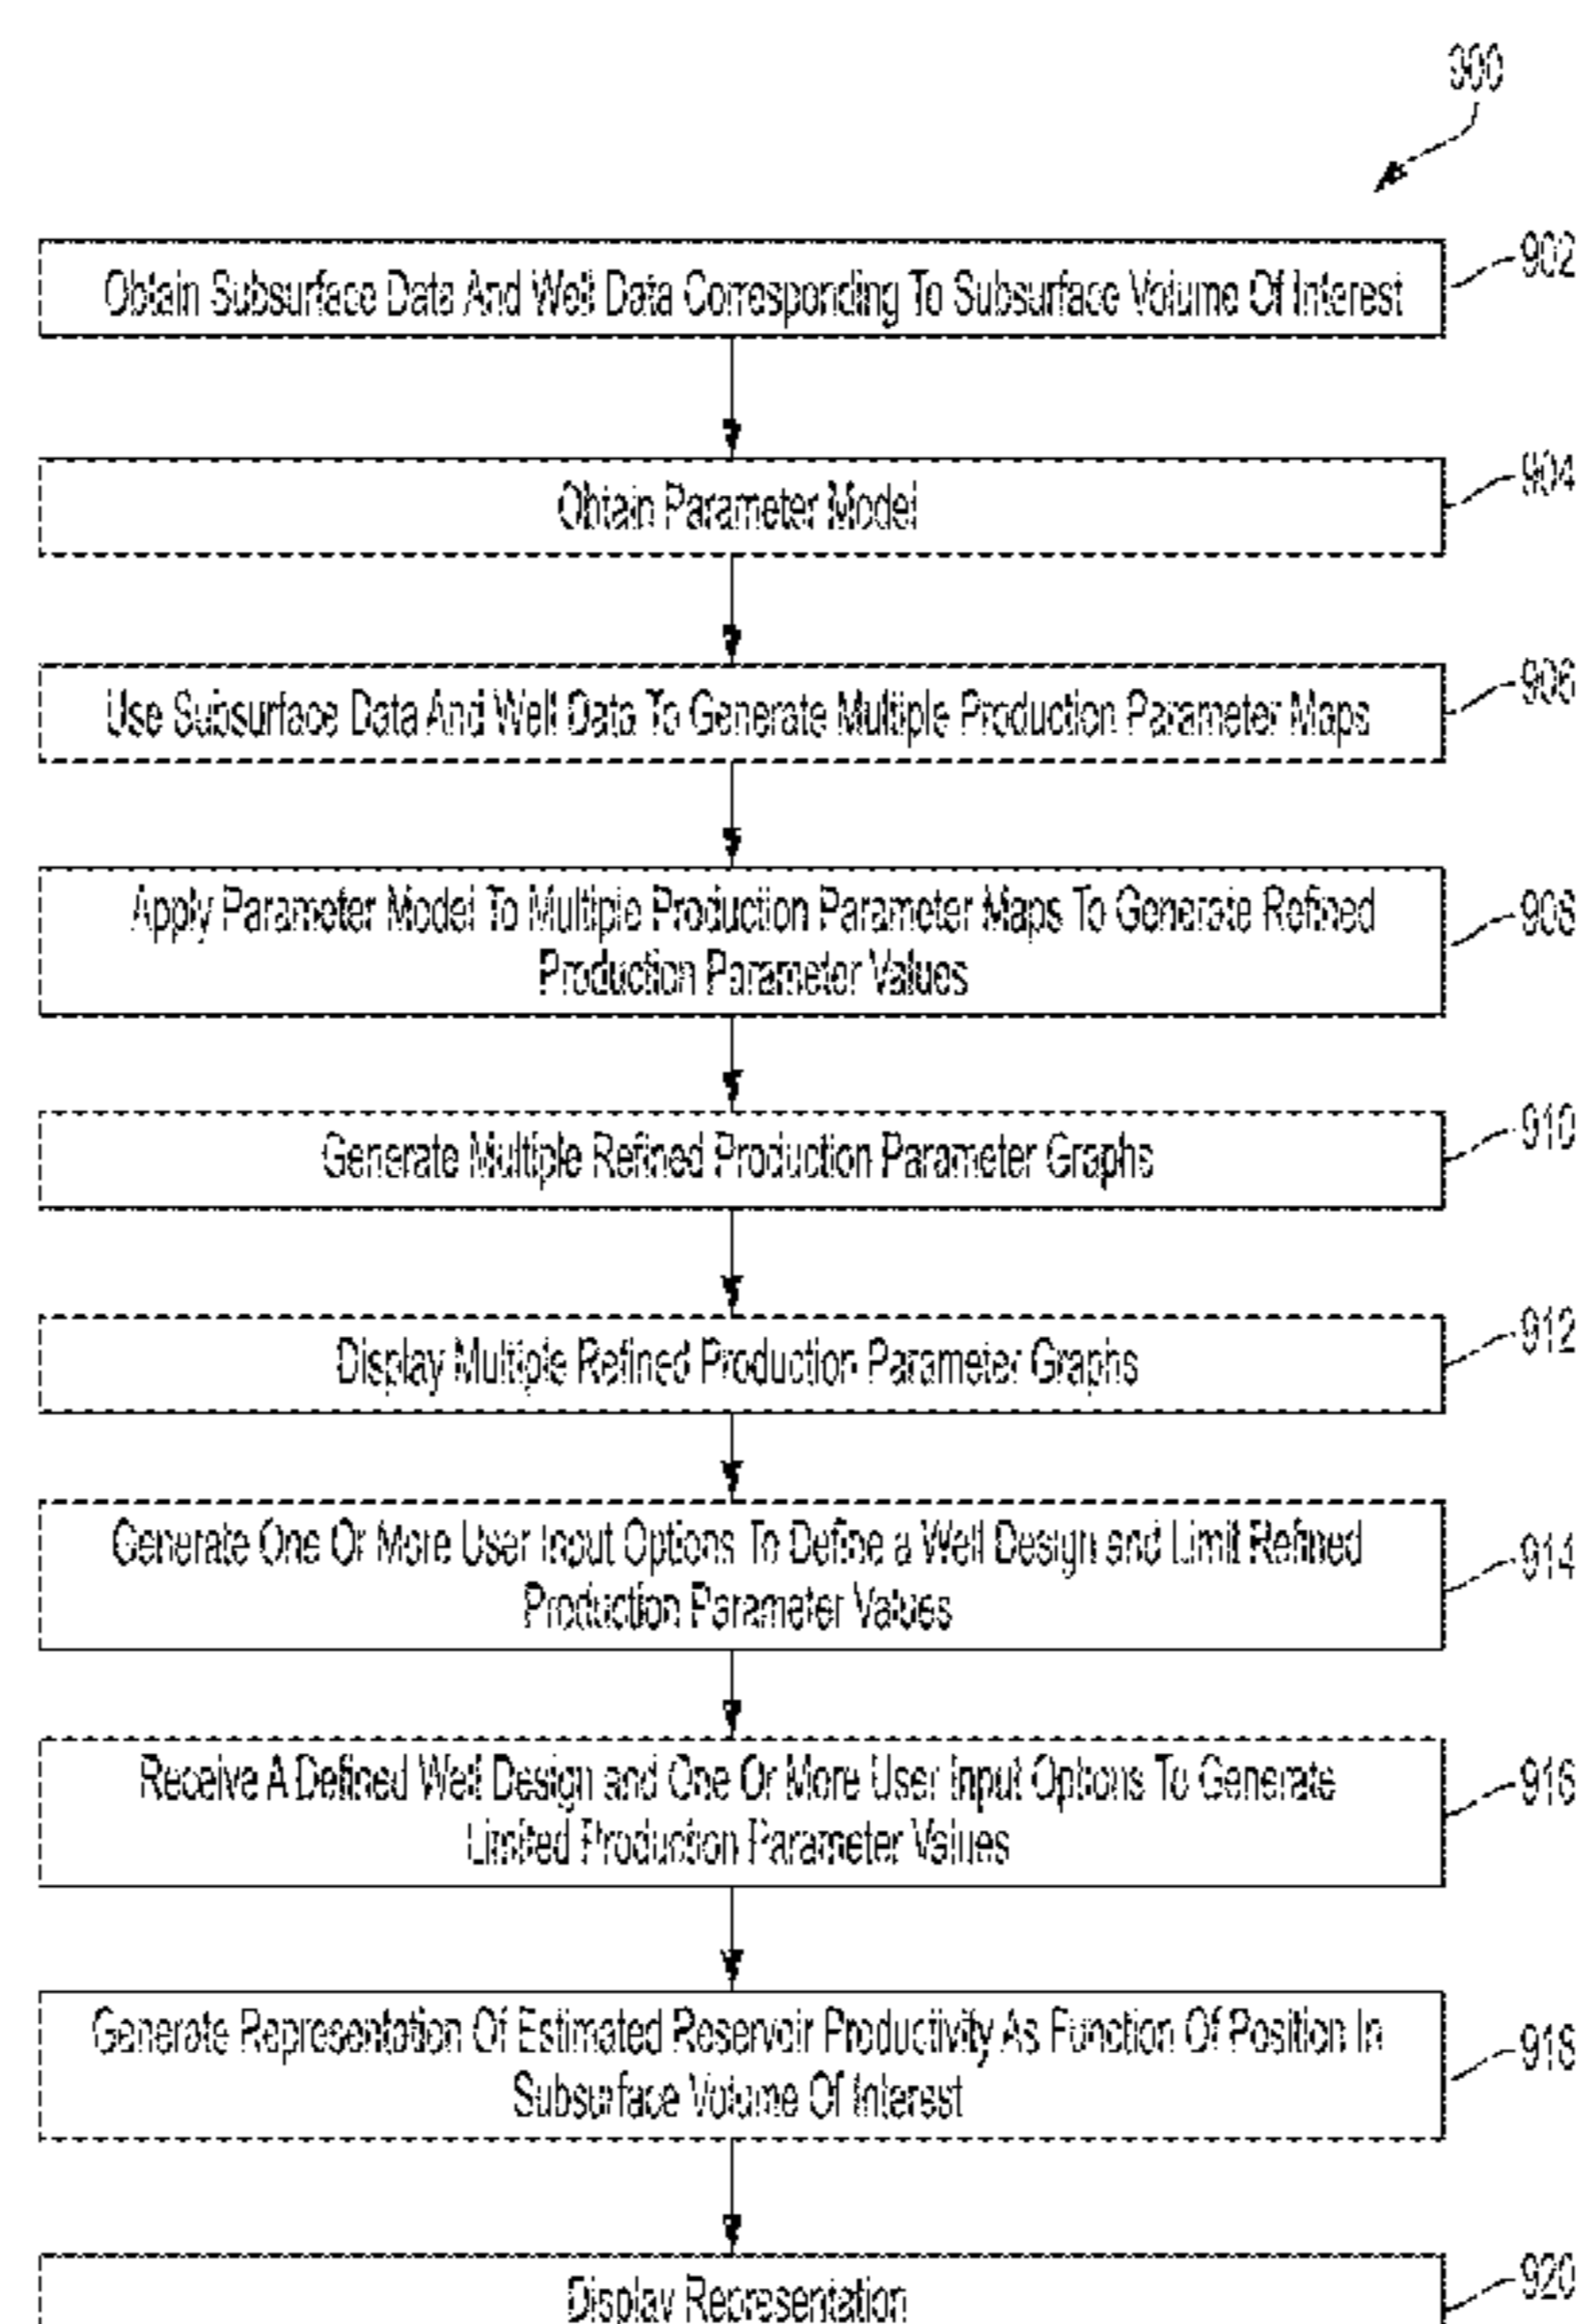 900
Obtain Subsurface Data And Well Data Corresponding To Subsurface Volume Of Interest
902
Obtain Parameter Model
904
Use Subsurface Data And Well Data To Generate Multiple Production Parameter Maps
906
Apply Parameter Model To Multiple Production Parameter Maps To Generate Refined
Production Parameter Values
908
Generate Multiple Refined Production Parameter Graphs
910
Display Multiple Refined Production Parameter Graphs
912
Generate One Or More User Input Options To Define a Well Design and Limit Refined
Production Parameter Values
914
Receive A Defined Well Design and One Or More User Input Options To Generate
Limited Production Parameter Values
916
Generate Representation Of Estimated Reservoir Productivity As Function Of Position In
Subsurface Volume Of Interest
918
Display Representation
920